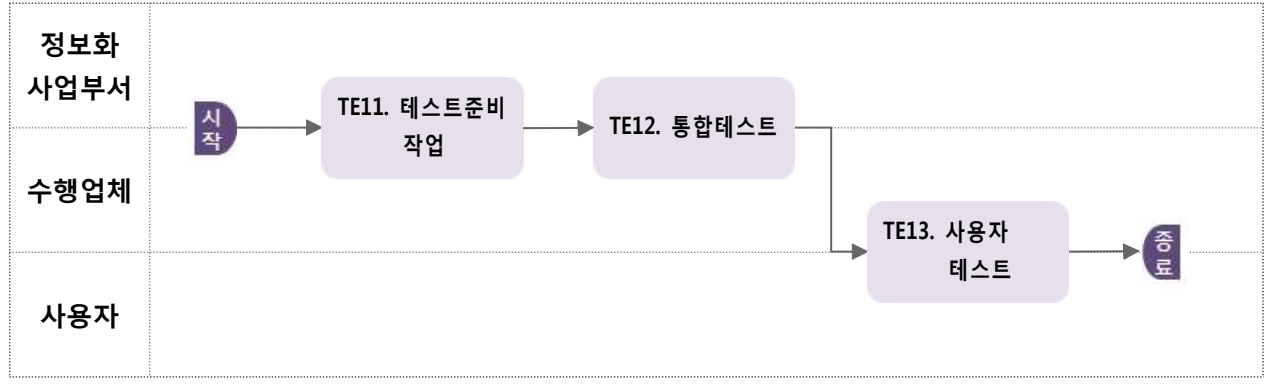 정보화
사업부서
시
작
TE11. 테스트준비
작업
TE12. 통합테스트
수행업체
TE13. 사용자
테스트
종
료
사용자